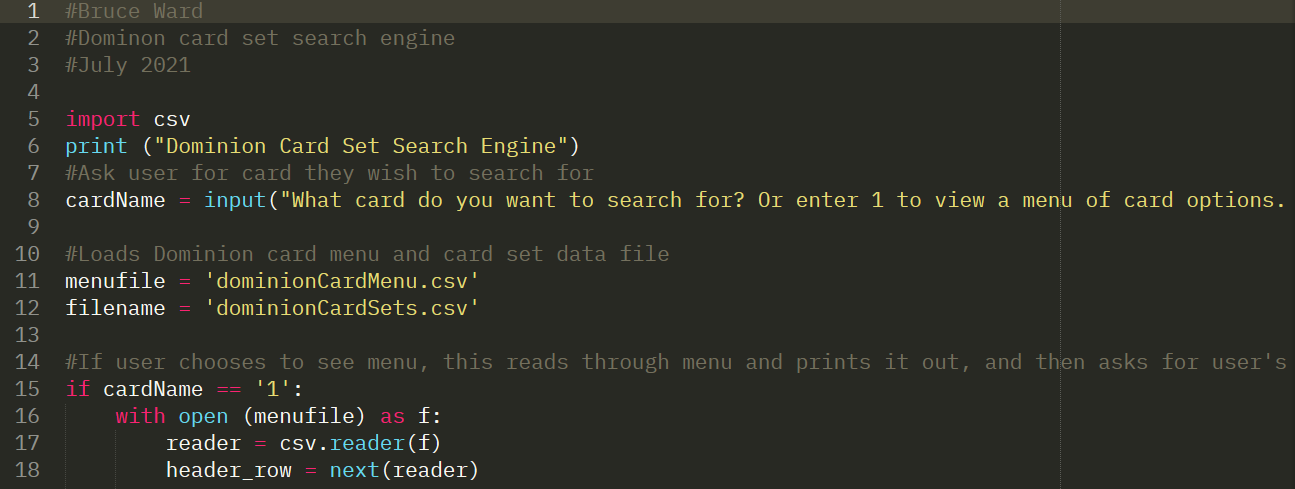 1 #Bruce Ward
2 #Dominon card set search engine
3 #July 2021
4
5 import csv
6 print ("Dominion Card Set Search Engine")
7 #Ask user for card they wish to search for
8 cardName = input("What card do you want to search for? Or enter 1 to view a menu of card options.
9
10 #Loads Dominion card menu and card set data file
11 menufile = 'dominionCardMenu.csv'
12 filename = 'dominionCardSets.csv'
13
14 #If user chooses to see menu, this reads through menu and prints it out, and then asks for user's
15 if cardName == '1':
16     with open (menufile) as f:
17         reader = csv.reader(f)
18         header_row = next(reader)